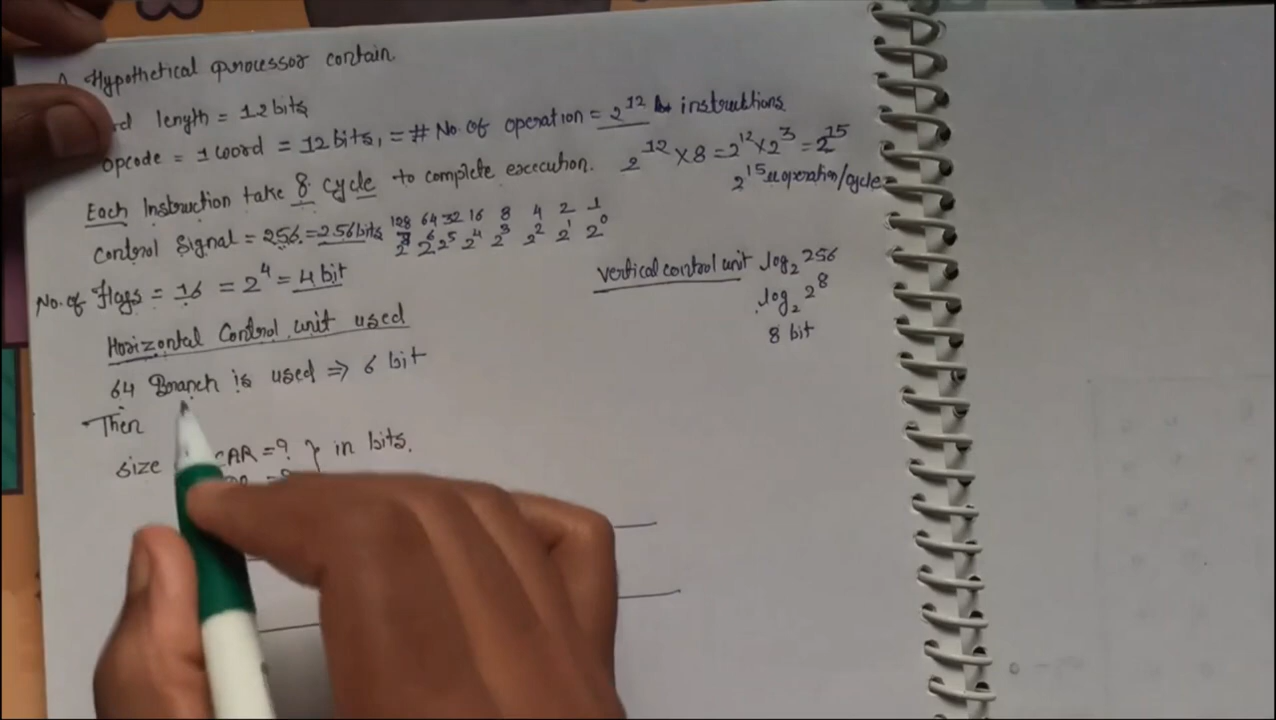 Hypothetical processor contain.
length = 12 bits
opcode = 1 word = 12 bits, = # No. of operation = 2^12 instructions
2^12 × 8 = 2^12 × 2^3 = 2^15
Each Instruction take 8 cycle to complete execution.
2^15 μoperation/cycle
128 64 32 16 8 4 2 1
Control Signal = 256 = 256 bits
2^6 2^5 2^4 2^3 2^2 2^1 2^0
No. of Flags = 16 = 2^4 = 4 bit
Vertical control unit log₂ 256
log₂ 2^8
8 bit
Horizontal Control unit used
64 Branch is used ⇒ 6 bit
Then
size CAR = ? } in bits.